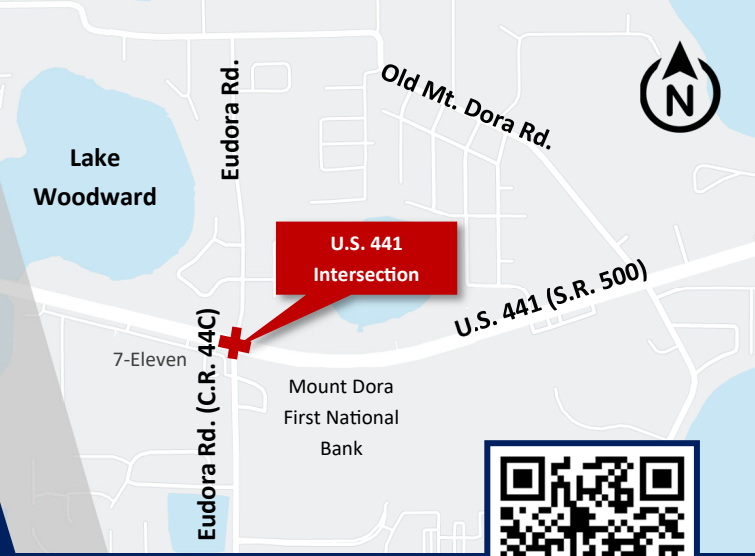 Eudora Rd.
Old Mt. Dora Rd.
N
Lake
Woodward
U.S. 441
Intersection
U.S. 441 (S.R. 500)
Eudora Rd. (C.R. 44C)
7-Eleven
Mount Dora
First National
Bank